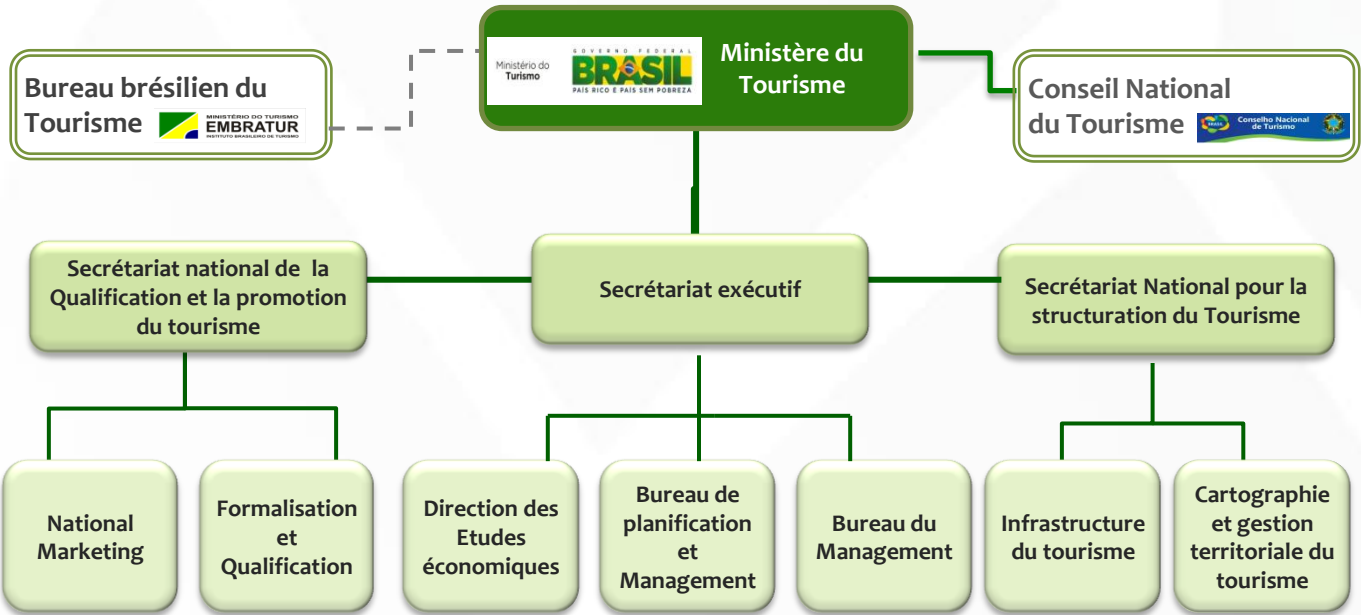 Ministério do
Turismo
GOVERNO FEDERAL
BRASIL
PAÍS RICO É PAÍS SEM POBREZA
Ministère du
Tourisme
Bureau brésilien du
Tourisme
MINISTÉRIO DO TURISMO
EMBRATUR
INSTITUTO BRASILEIRO DE TURISMO
Conseil National
du Tourisme
BRASIL
Conselho Nacional
de Turismo
Secrétariat national de la
Qualification et la promotion
du tourisme
Secrétariat exécutif
Secrétariat National pour la
structuration du Tourisme
National
Marketing
Formalisation
et
Qualification
Direction des
Etudes
économiques
Bureau de
planification
et
Management
Bureau du
Management
Infrastructure
du tourisme
Cartographie
et gestion
territoriale du
tourisme